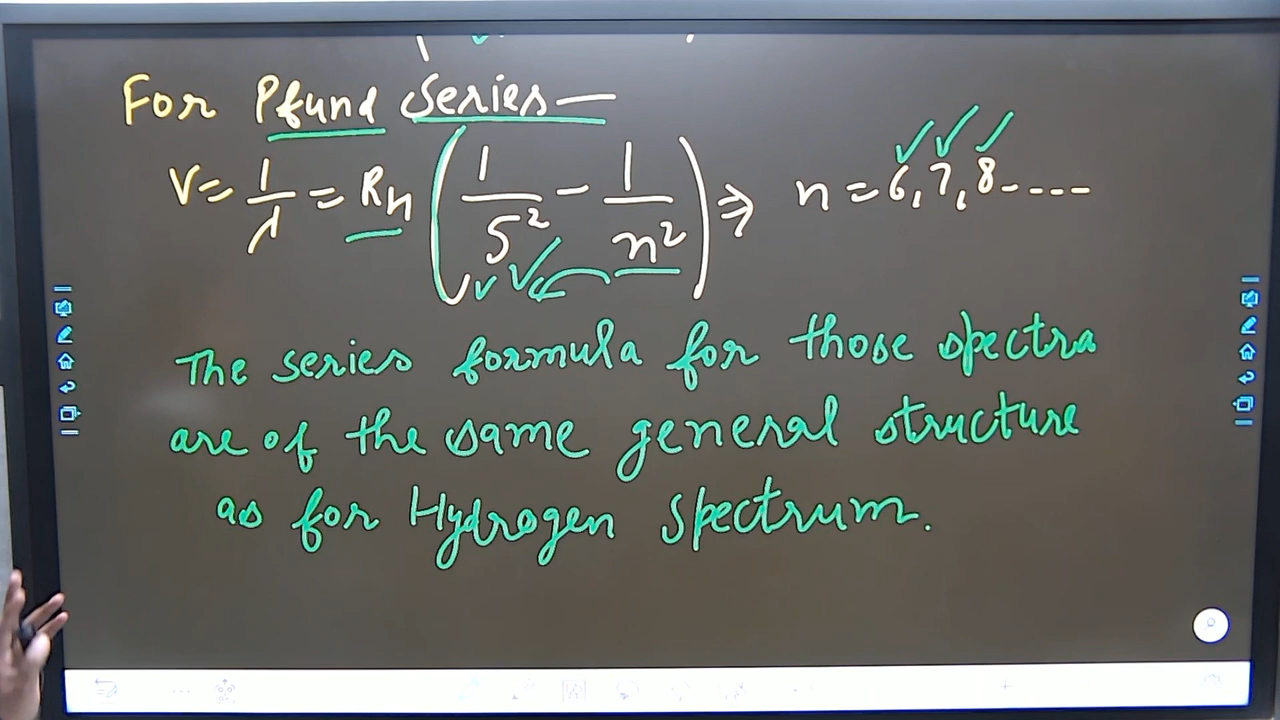 For Pfund Series—
ν = 1/λ = R_H (1/5² − 1/n²) ⇒ n = 6, 7, 8----
The series formula for those spectra
are of the same general structure
as for Hydrogen Spectrum.